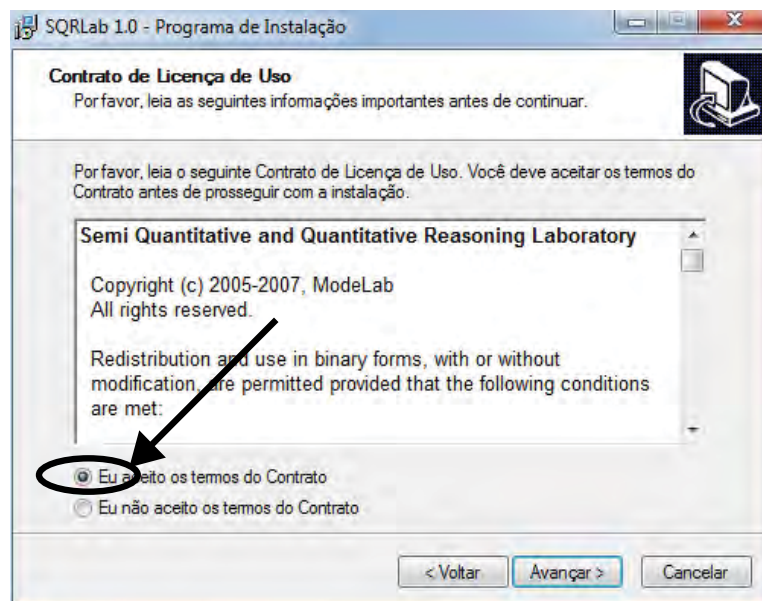 SQRLab 1.0 - Programa de Instalação
Contrato de Licença de Uso
Por favor, leia as seguintes informações importantes antes de continuar.
Por favor, leia o seguinte Contrato de Licença de Uso. Você deve aceitar os termos do
Contrato antes de prosseguir com a instalação.
Semi Quantitative and Quantitative Reasoning Laboratory
Copyright (c) 2005-2007, ModeLab
All rights reserved.
Redistribution and use in binary forms, with or without
modification, are permitted provided that the following conditions
are met:
Eu aceito os termos do Contrato
Eu não aceito os termos do Contrato
< Voltar
Avançar >
Cancelar